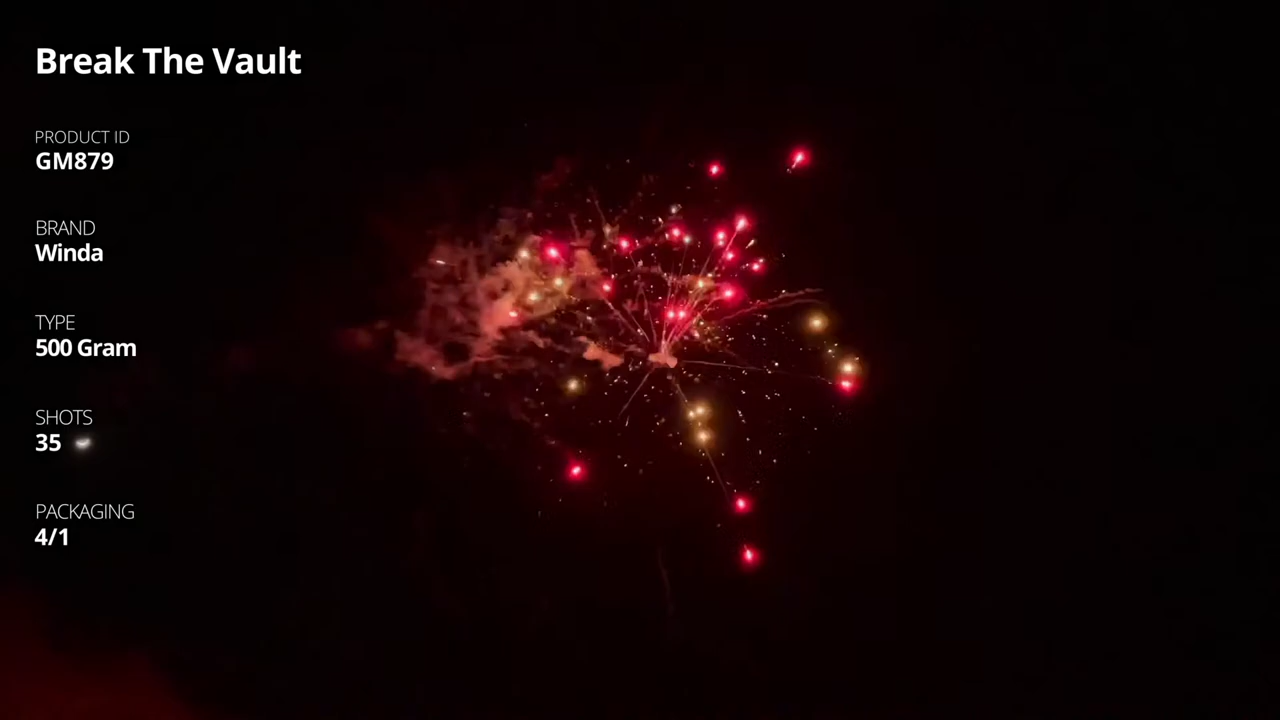 Break The Vault
PRODUCT ID
GM879
BRAND
Winda
TYPE
500 Gram
SHOTS
35
PACKAGING
4/1